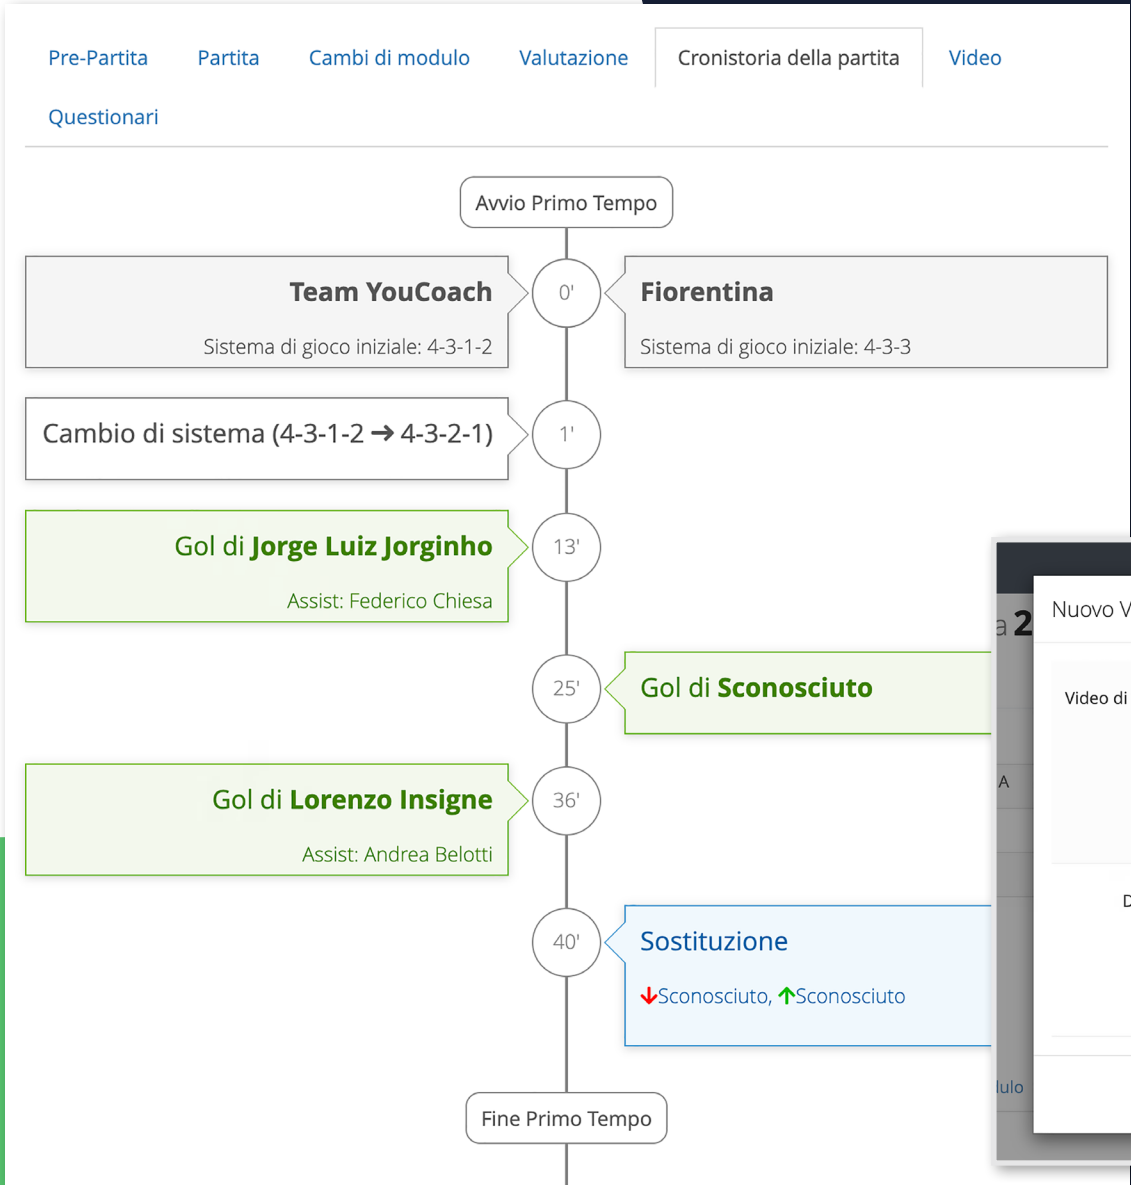 Pre-Partita Partita Cambi di modulo Valutazione Cronistoria della partita Video
Questionari
Avvio Primo Tempo
Team YouCoach
Sistema di gioco iniziale: 4-3-1-2
0'
Fiorentina
Sistema di gioco iniziale: 4-3-3
Cambio di sistema (4-3-1-2 → 4-3-2-1)
1'
Gol di Jorge Luiz Jorginho
Assist: Federico Chiesa
13'
25'
Gol di Sconosciuto
Gol di Lorenzo Insigne
Assist: Andrea Belotti
36'
40'
Sostituzione
↓Sconosciuto, ↑Sconosciuto
Fine Primo Tempo
a 2
Nuovo V
Video di
A
D
lulo